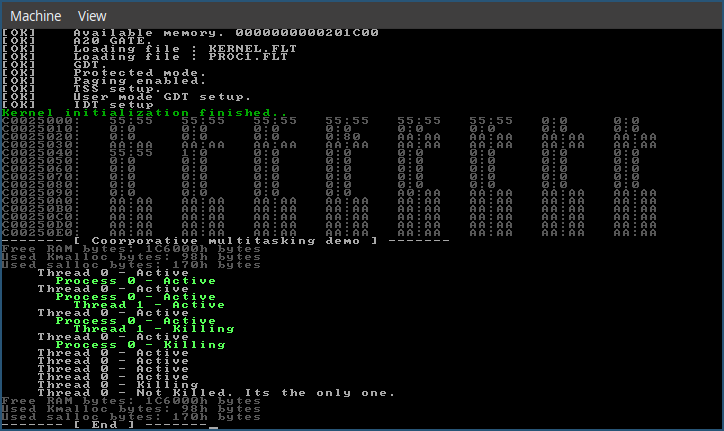 Machine View
[OK] Available memory. 0000000000201C00
[OK] A20 GATE.
[OK] Loading file : KERNEL.FLT
[OK] Loading file : PROC1.FLT
[OK] GDT.
[OK] Protected mode.
[OK] Paging enabled.
[OK] TSS setup.
[OK] User mode GDT setup.
[OK] IDT setup
Kernel initialization finished..
C0025000: 55:55 55:55 55:55 55:55 55:55 55:55 0:0 0:0
C0025010: 0:0 0:0 0:0 0:0 0:0 0:0 0:0 0:0
C0025020: 0:0 0:0 0:0 0:B0 AA:AA AA:AA AA:AA AA:AA
C0025030: AA:AA AA:AA AA:AA AA:AA AA:AA AA:AA AA:AA AA:AA
C0025040: 55:55 1:0 0:0 0:0 0:0 0:0 0:0 0:0
C0025050: 0:0 0:0 0:0 0:0 0:0 0:0 0:0 0:0
C0025060: 0:0 0:0 0:0 0:0 0:0 0:0 0:0 0:0
C0025070: 0:0 0:0 0:0 0:0 0:0 0:0 0:0 0:0
C0025080: 0:0 0:0 0:0 0:0 0:0 0:0 0:0 0:0
C0025090: 0:0 0:0 0:0 0:0 0:0 A0:AA AA:AA AA:AA
C00250A0: AA:AA AA:AA AA:AA AA:AA AA:AA AA:AA AA:AA AA:AA
C00250B0: AA:AA AA:AA AA:AA AA:AA AA:AA AA:AA AA:AA AA:AA
C00250C0: AA:AA AA:AA AA:AA AA:AA AA:AA AA:AA AA:AA AA:AA
C00250D0: AA:AA AA:AA AA:AA AA:AA AA:AA AA:AA AA:AA AA:AA
C00250E0: AA:AA AA:AA AA:AA AA:AA AA:AA AA:AA AA:AA AA:AA
------- [ Coorporative multitasking demo ] -------
Free RAM bytes: 1C6000h bytes
Used Kmalloc bytes: 98h bytes
Used salloc bytes: 170h bytes
Thread 0 - Active
Process 0 - Active
Thread 0 - Active
Process 0 - Active
Thread 1 - Active
Thread 0 - Active
Process 0 - Active
Thread 1 - Killing
Thread 0 - Active
Process 0 - Killing
Thread 0 - Active
Thread 0 - Active
Thread 0 - Active
Thread 0 - Active
Thread 0 - Killing
Thread 0 - Not Killed. Its the only one.
Free RAM bytes: 1C6000h bytes
Used Kmalloc bytes: 98h bytes
Used salloc bytes: 170h bytes
------- [ End ] -------_